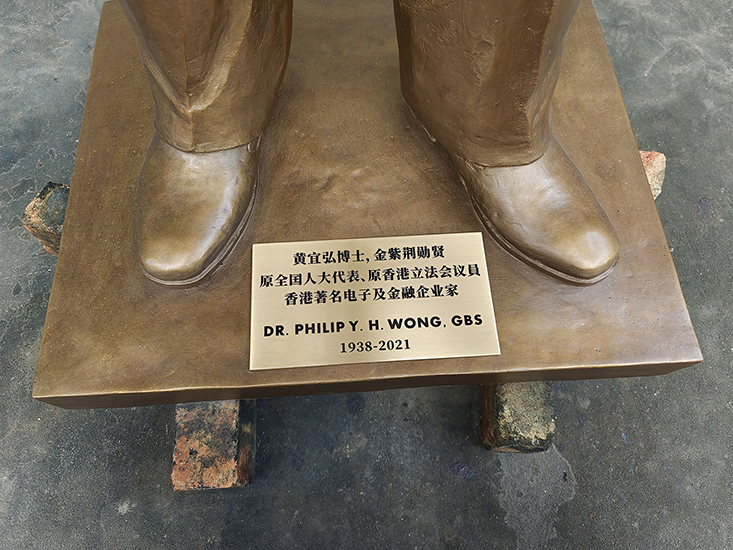 黄宜弘博士，金紫荆勋贤
原全国人大代表、原香港立法会议員
香港著名电子及金融企业家
DR. PHILIP Y. H. WONG, GBS
1938-2021